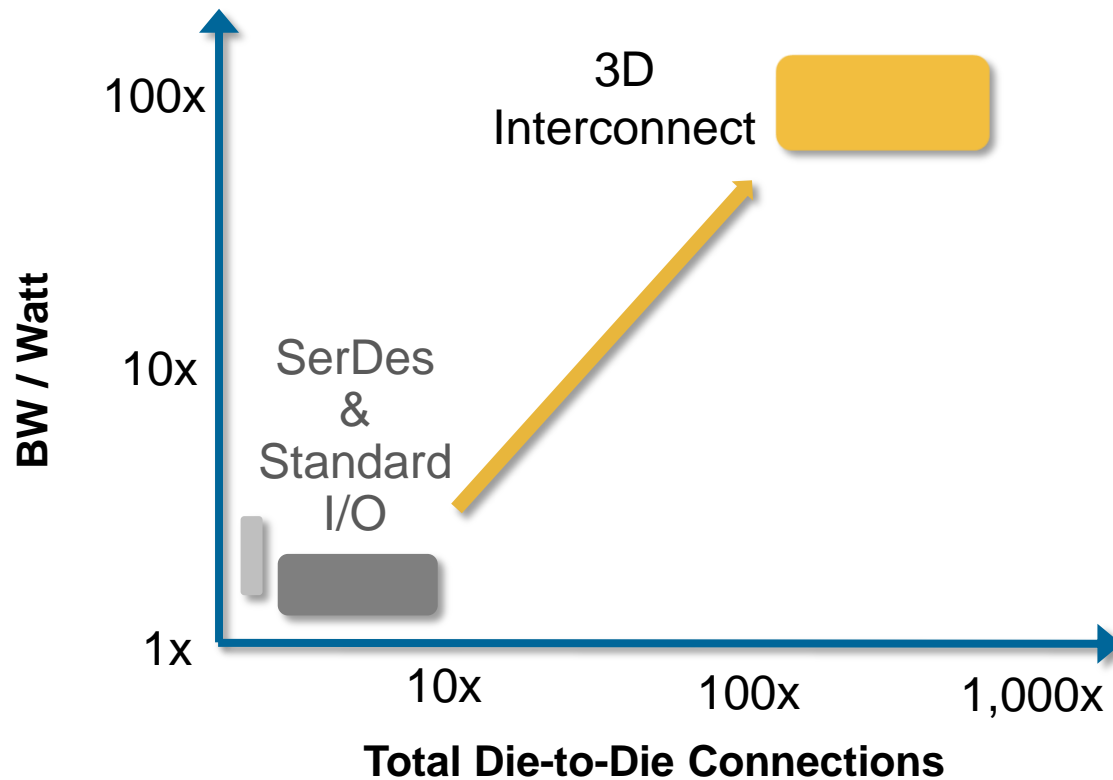 3D
Interconnect
100x
10x
1x
BW / Watt
SerDes
&
Standard
I/O
10x
100x
1,000x
Total Die-to-Die Connections